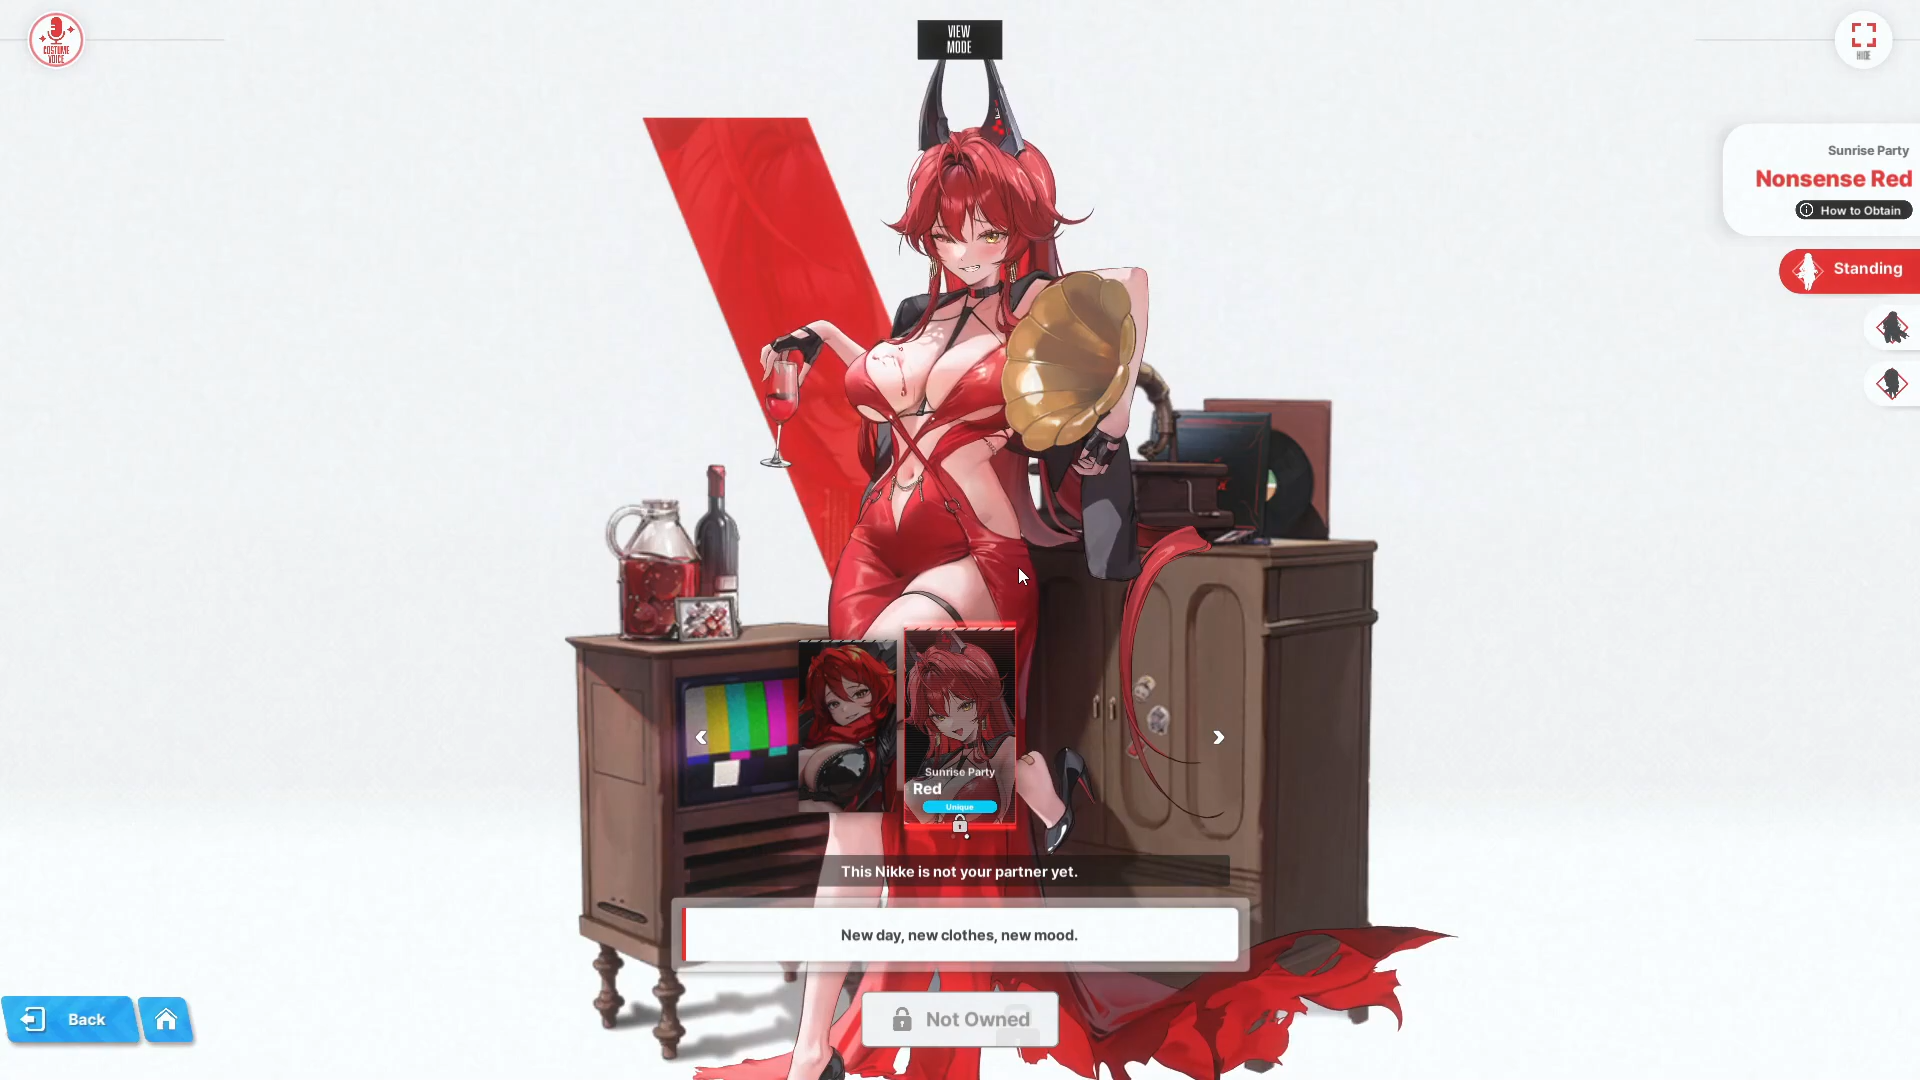 COSTUME
VOICE
VIEW
MODE
HIDE
Sunrise Party
Nonsense Red
How to Obtain
Standing
Sunrise Party
Red
Unique
This Nikke is not your partner yet.
New day, new clothes, new mood.
Back
Not Owned